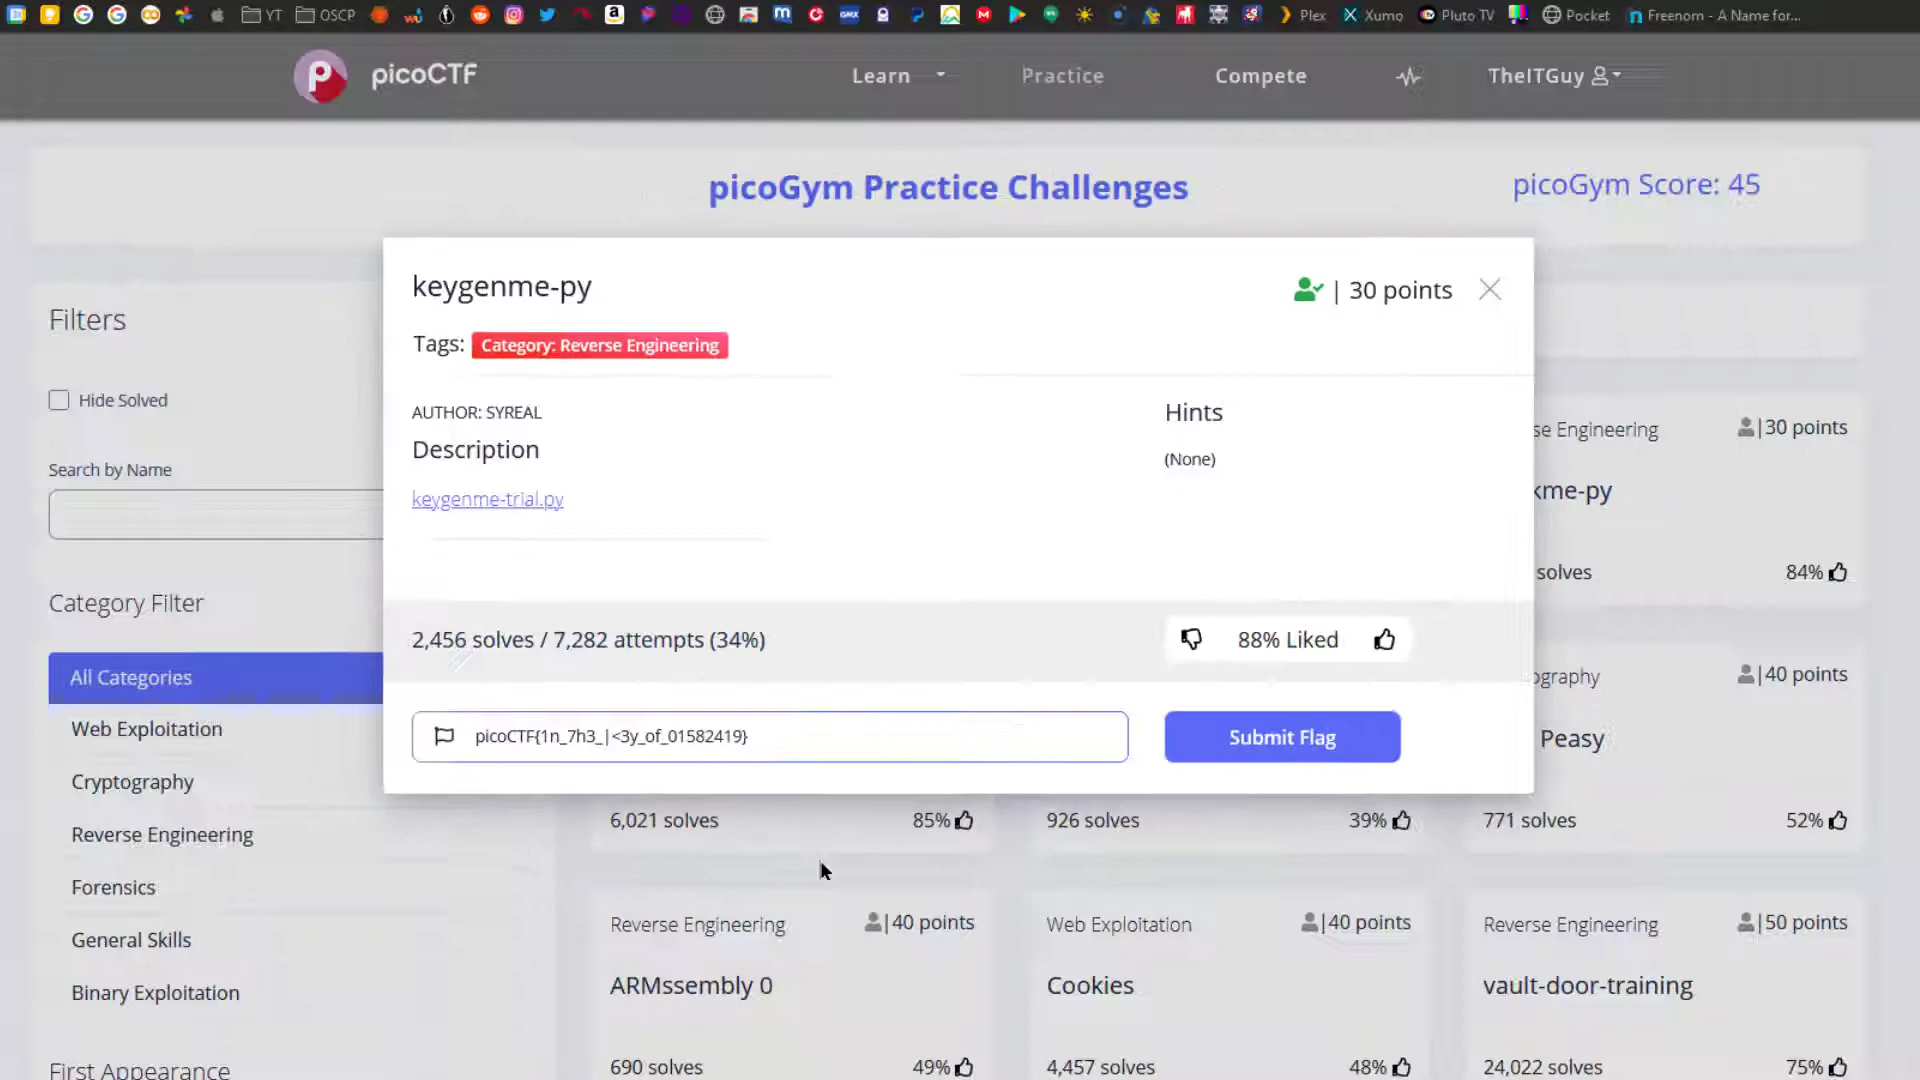 YT OSCP Plex Xumo Pluto TV Pocket Freenom - A Name for...
picoCTF Learn Practice Compete TheITGuy
picoGym Practice Challenges picoGym Score: 45
keygenme-py | 30 points
Filters
Tags: Category: Reverse Engineering
Hide Solved
AUTHOR: SYREAL Hints
se Engineering |30 points
Description
(None)
Search by Name
keygenme-trial.py
kme-py
solves 84%
Category Filter
2,456 solves / 7,282 attempts (34%) 88% Liked
All Categories
ography |40 points
Web Exploitation
picoCTF{1n_7h3_|<3y_of_01582419} Submit Flag
Peasy
Cryptography
6,021 solves 85% 926 solves 39% 771 solves 52%
Reverse Engineering
Forensics
Reverse Engineering |40 points Web Exploitation |40 points Reverse Engineering |50 points
General Skills
ARMssembly 0 Cookies vault-door-training
Binary Exploitation
690 solves 49% 4,457 solves 48% 24,022 solves 75%
First Appearance